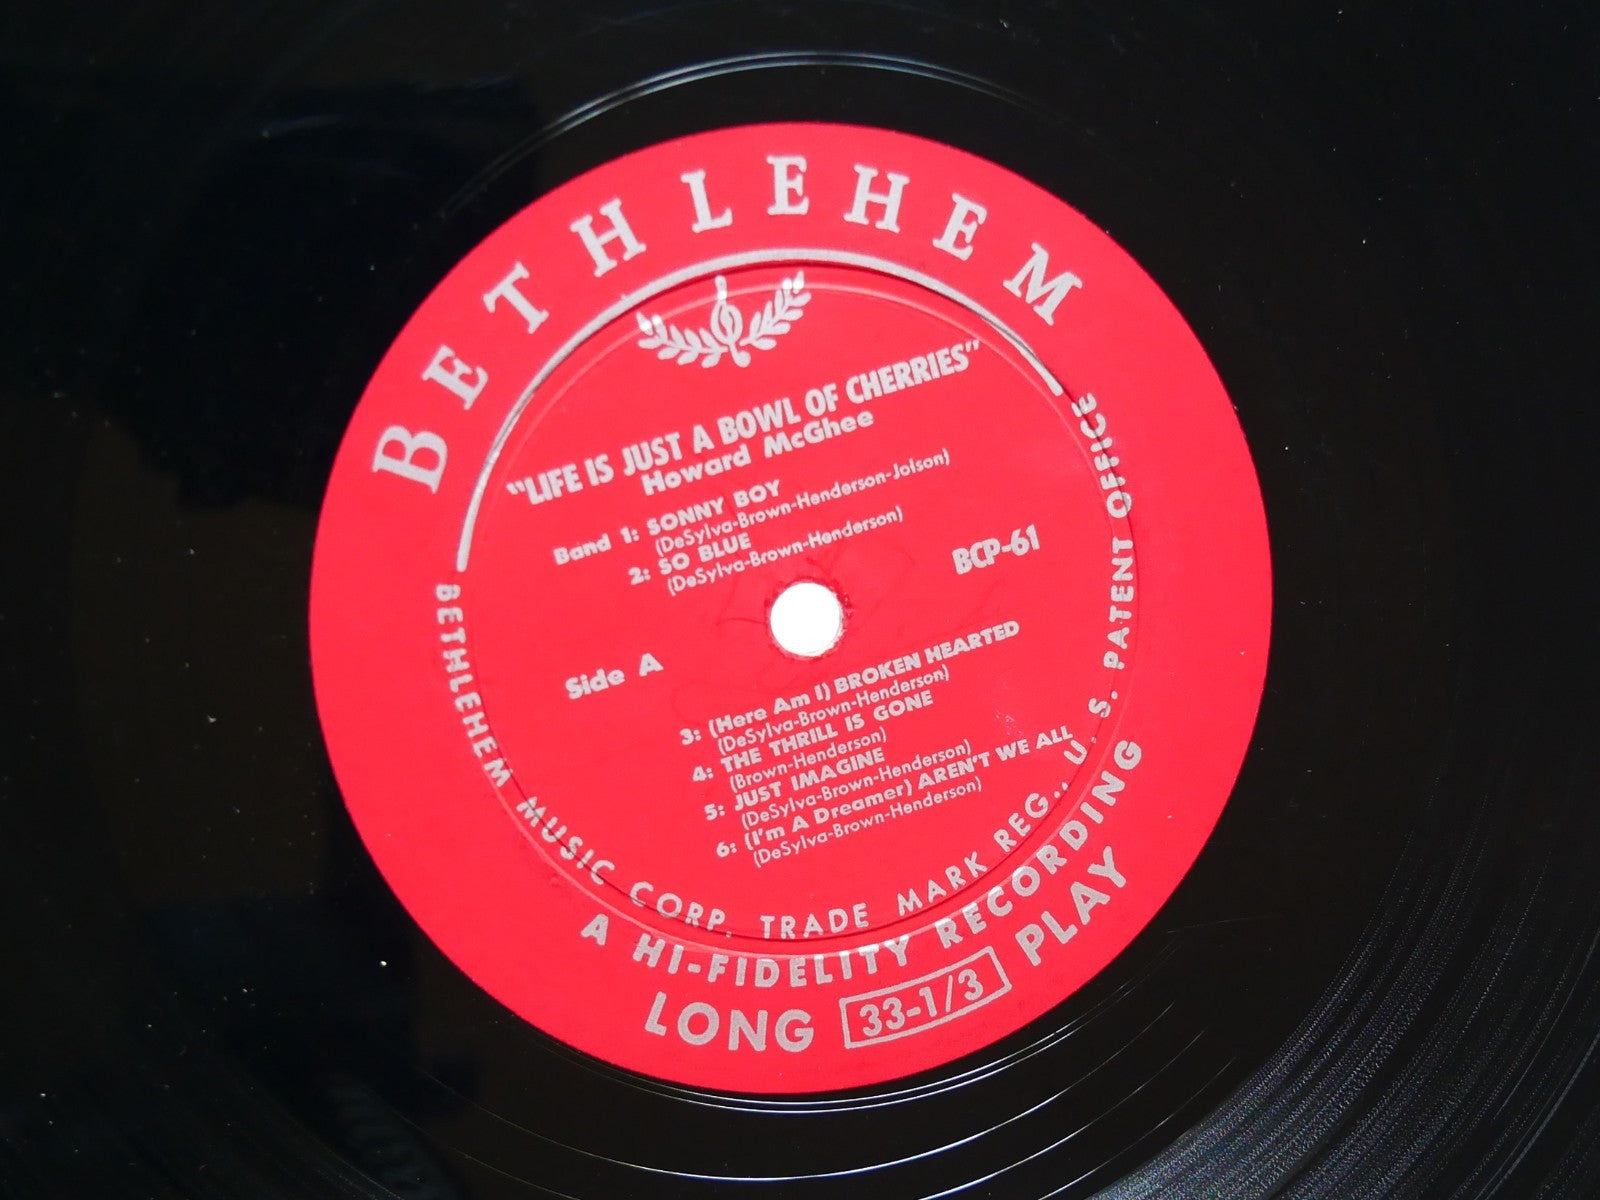 BETHLEHEM
"LIFE IS JUST A BOWL OF CHERRIES"
Howard McGhee
Band 1: SONNY BOY
(DeSylva-Brown-Henderson-Jolson)
2: SO BLUE
(DeSylva-Brown-Henderson)
BCP-61
Side A
3: (Here Am I) BROKEN HEARTED
(DeSylva-Brown-Henderson)
4: THE THRILL IS GONE
(Brown-Henderson)
5: JUST IMAGINE
(DeSylva-Brown-Henderson)
6: (I'm A Dreamer) AREN'T WE ALL
(DeSylva-Brown-Henderson)
BETHLEHEM MUSIC CORP. TRADE MARK REG., U. S. PATENT OFFICE
A HI-FIDELITY RECORDING
LONG 33-1/3 PLAY